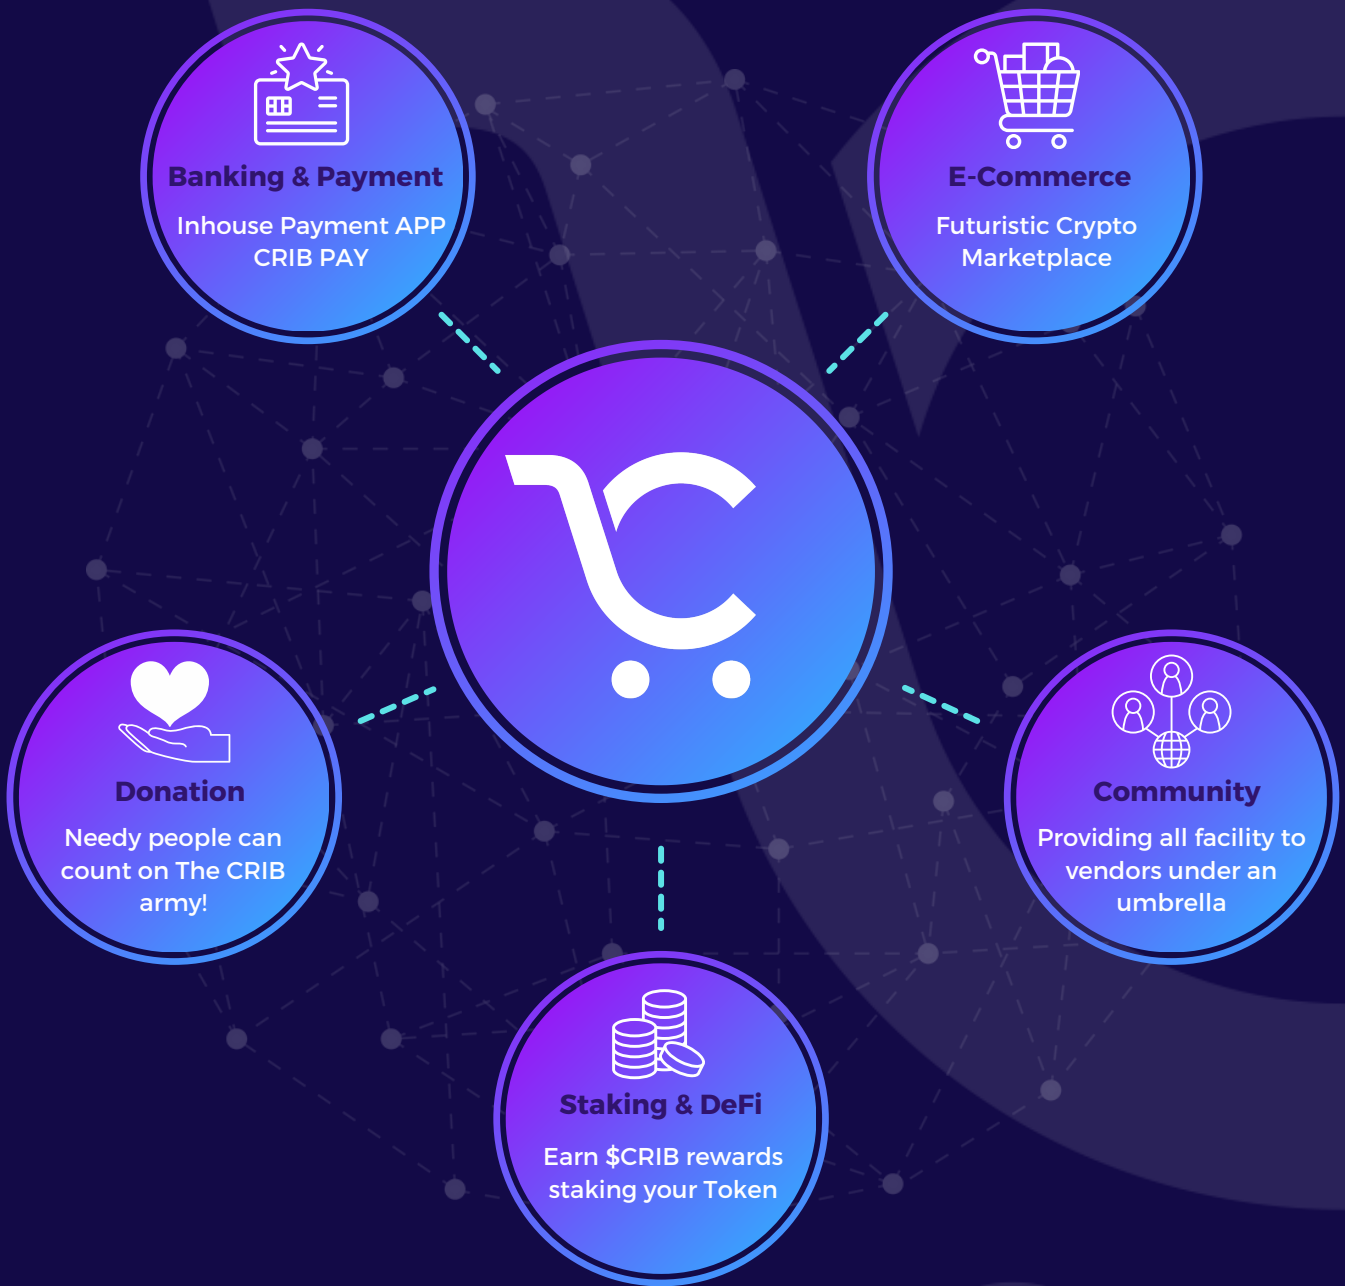 Banking & Payment
Inhouse Payment APP
CRIB PAY
E-Commerce
Futuristic Crypto
Marketplace
Donation
Needy people can
count on The CRIB
army!
Community
Providing all facility to
vendors under an
umbrella
Staking & DeFi
Earn $CRIB rewards
staking your Token